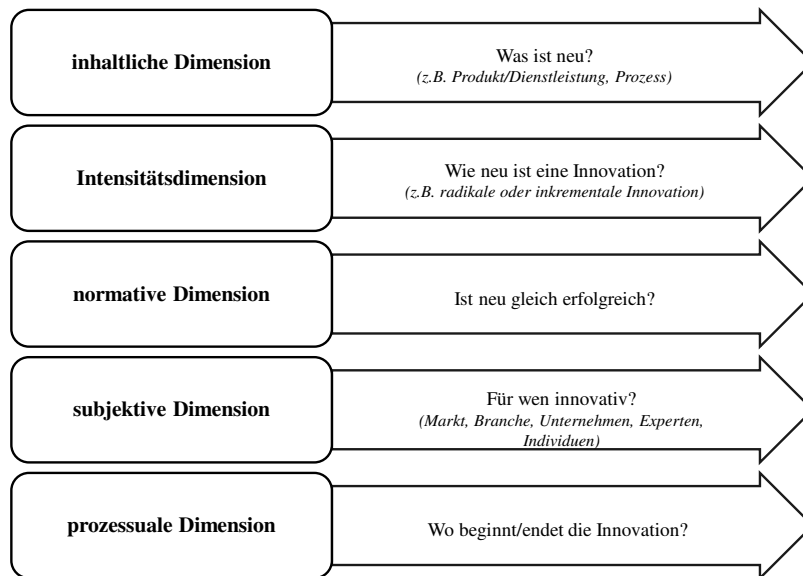 inhaltliche Dimension
Was ist neu?
(z.B. Produkt/Dienstleistung, Prozess)
Intensitätsdimension
Wie neu ist eine Innovation?
(z.B. radikale oder inkrementale Innovation)
normative Dimension
Ist neu gleich erfolgreich?
subjektive Dimension
Für wen innovativ?
(Markt, Branche, Unternehmen, Experten,
Individuen)
prozessuale Dimension
Wo beginnt/endet die Innovation?